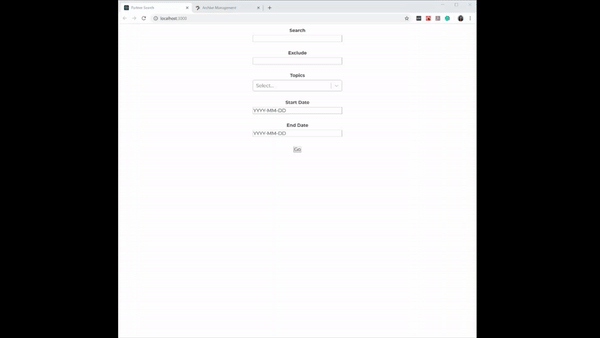 Archive Search
Archive Management
localhost:3000
Search
Exclude
Topics
Select...
Start Date
YYYY-MM-DD
End Date
YYYY-MM-DD
Go